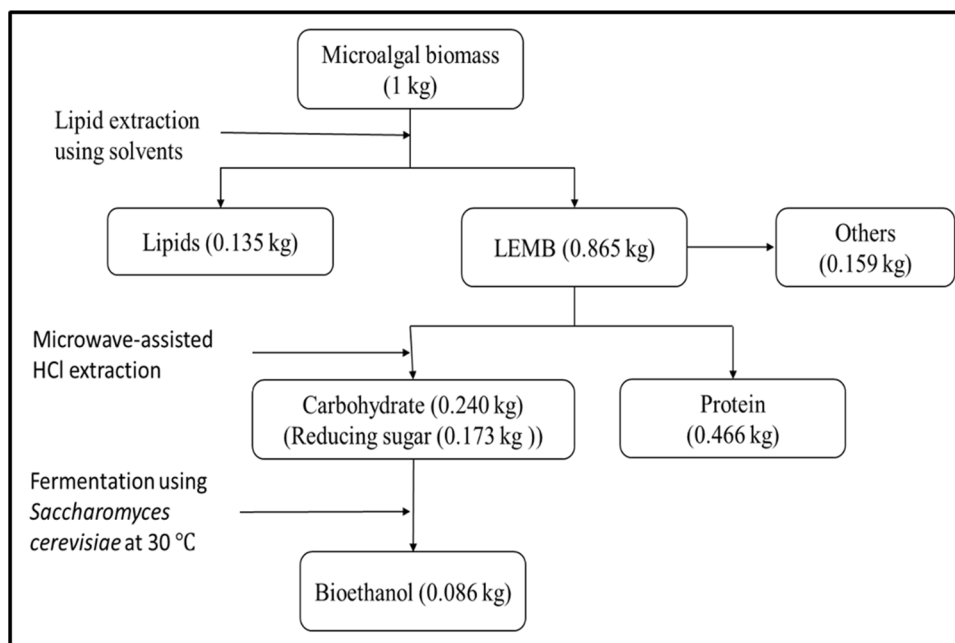 Microalgal biomass
(1 kg)
Lipid extraction
using solvents
Lipids (0.135 kg)
LEMB (0.865 kg)
Others
(0.159 kg)
Microwave-assisted
HCl extraction
Carbohydrate (0.240 kg)
(Reducing sugar (0.173 kg ))
Protein
(0.466 kg)
Fermentation using
Saccharomyces
cerevisiae at 30 °C
Bioethanol (0.086 kg)